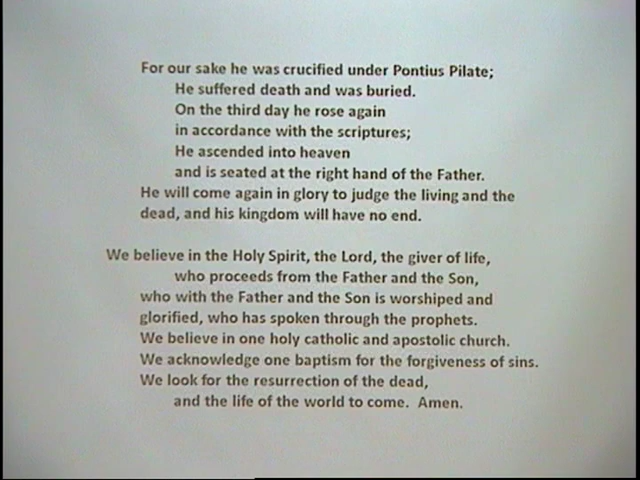 For our sake he was crucified under Pontius Pilate;
He suffered death and was buried.
On the third day he rose again
in accordance with the scriptures;
He ascended into heaven
and is seated at the right hand of the Father.
He will come again in glory to judge the living and the
dead, and his kingdom will have no end.
We believe in the Holy Spirit, the Lord, the giver of life,
who proceeds from the Father and the Son,
who with the Father and the Son is worshiped and
glorified, who has spoken through the prophets.
We believe in one holy catholic and apostolic church.
We acknowledge one baptism for the forgiveness of sins.
We look for the resurrection of the dead,
and the life of the world to come.  Amen.